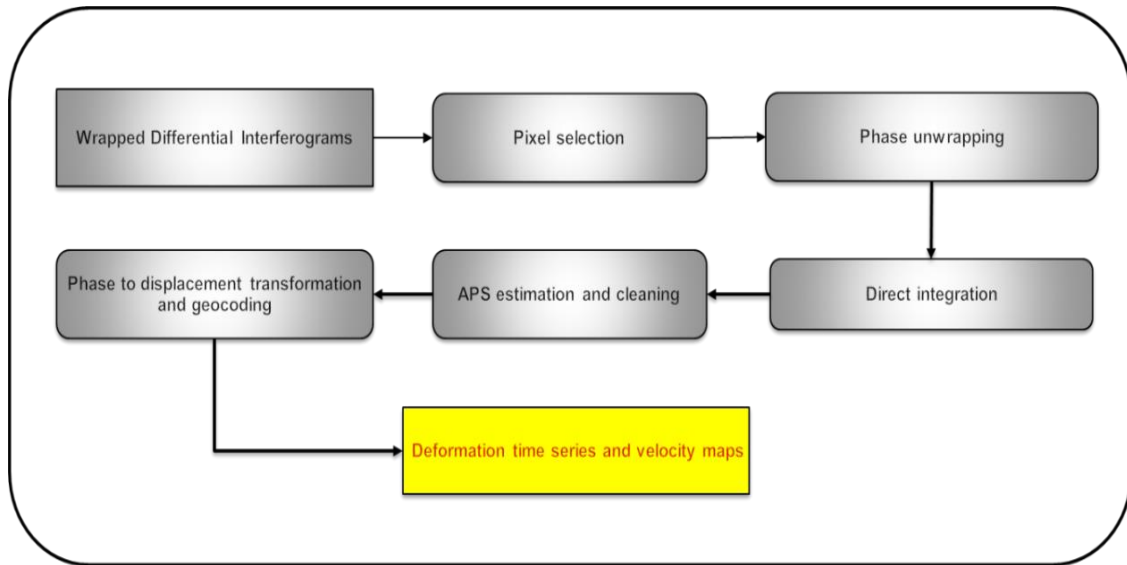 Wrapped Differential Interferograms
Pixel selection
Phase unwrapping
Direct integration
APS estimation and cleaning
Phase to displacement transformation
and geocoding
Deformation time series and velocity maps